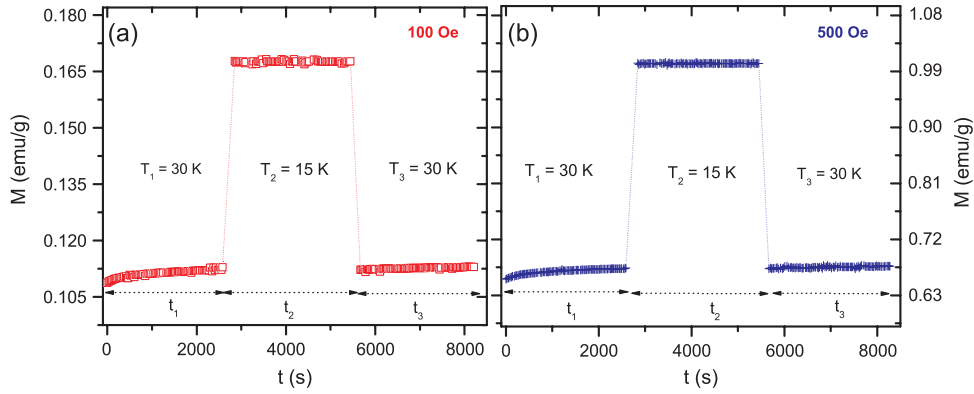 (a)
100 Oe
M (emu/g)
0.180
0.165
0.150
0.135
0.120
0.105
T1 = 30 K
T2 = 15 K
T3 = 30 K
t1
t2
t3
0 2000 4000 6000 8000
t (s)
(b)
500 Oe
T1 = 30 K
T2 = 15 K
T3 = 30 K
t1
t2
t3
0 2000 4000 6000 8000
t (s)
1.08
0.99
0.90
0.81
0.72
0.63
M (emu/g)